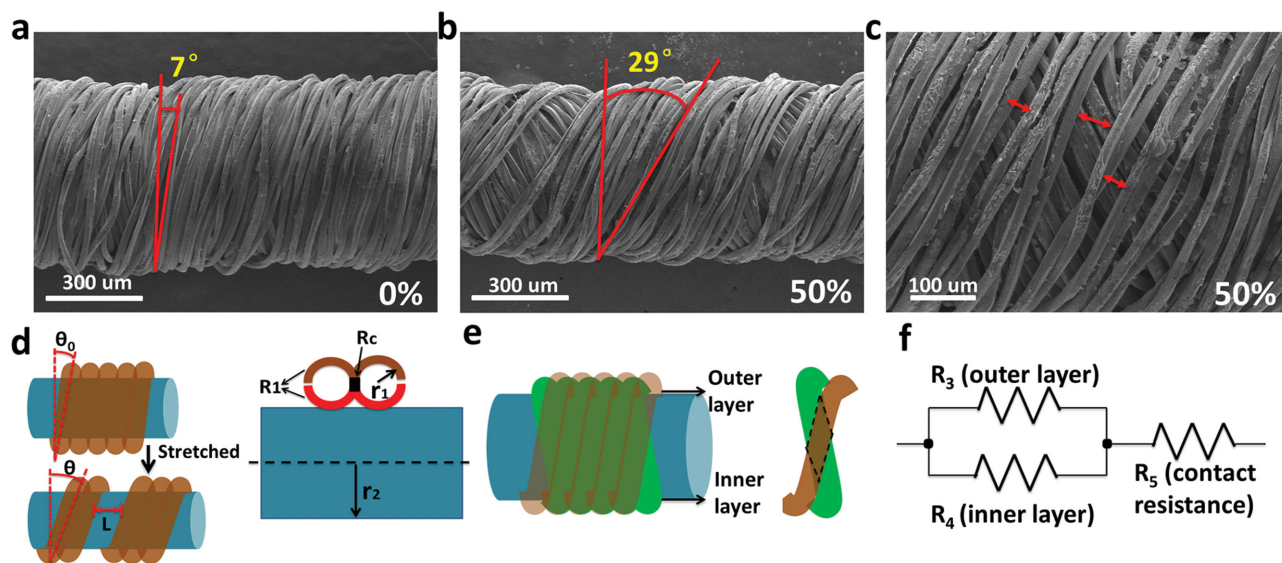 a
7°
300 um
0%
b
29°
300 um
50%
c
100 um
50%
d
θ0
Stretched
θ
L
Rc
R1
r1
r2
e
Outer
layer
Inner
layer
f
R3 (outer layer)
R4 (inner layer)
R5 (contact
resistance)